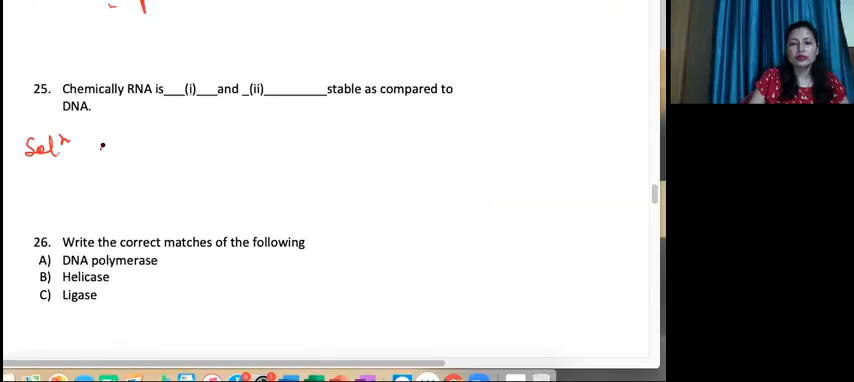 25. Chemically RNA is___(i)___and _(ii)_________stable as compared to
DNA.
Solⁿ
26. Write the correct matches of the following
A) DNA polymerase
B) Helicase
C) Ligase